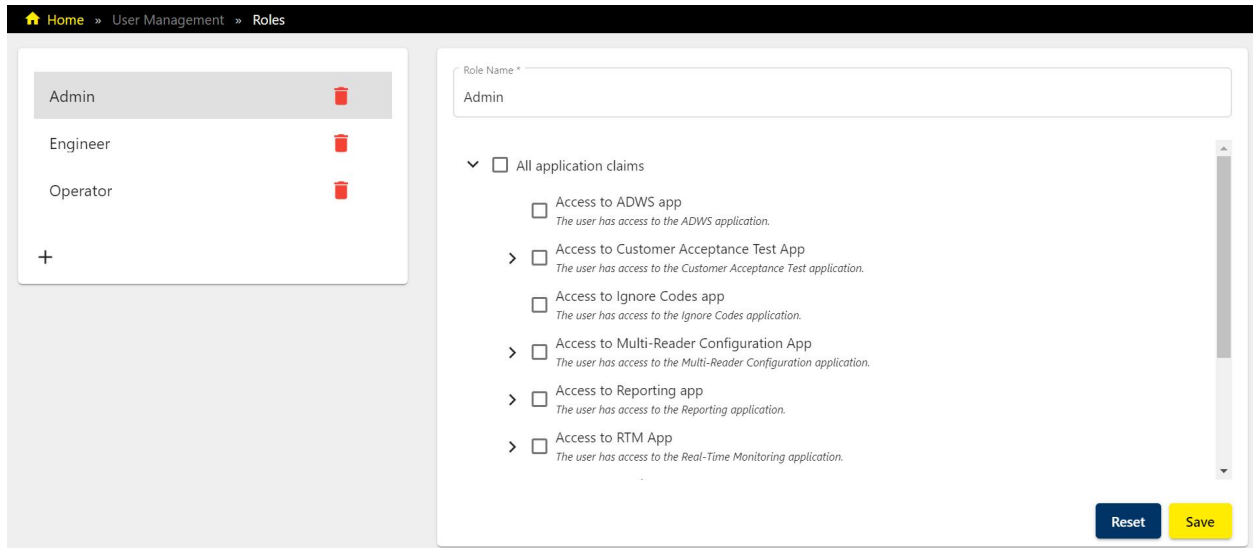 Home » User Management » Roles
Admin
Engineer
Operator
+
Role Name *
Admin
All application claims
Access to ADWS app
The user has access to the ADWS application.
Access to Customer Acceptance Test App
The user has access to the Customer Acceptance Test application.
Access to Ignore Codes app
The user has access to the Ignore Codes application.
Access to Multi-Reader Configuration App
The user has access to the Multi-Reader Configuration application.
Access to Reporting app
The user has access to the Reporting application.
Access to RTM App
The user has access to the Real-Time Monitoring application.
Reset Save